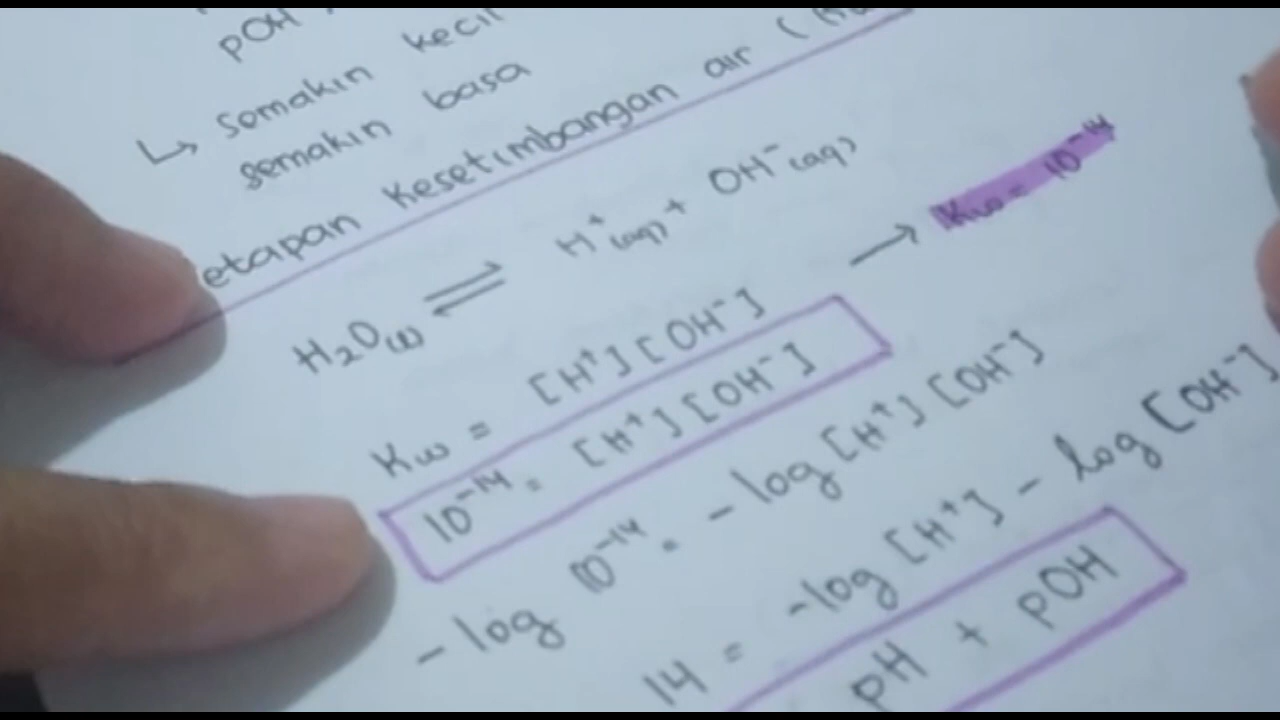 pOH
↳ Semakin kecil
semakin basa
etapan Kesetimbangan air (
H₂O(l) ⇌ H⁺(aq) + OH⁻(aq)
Kw = [H⁺] [OH⁻] → Kw = 10⁻¹⁴
10⁻¹⁴ = [H⁺] [OH⁻]
- log 10⁻¹⁴ = - log [H⁺] [OH⁻]
14 = -log [H⁺] - log [OH⁻]
pH + pOH